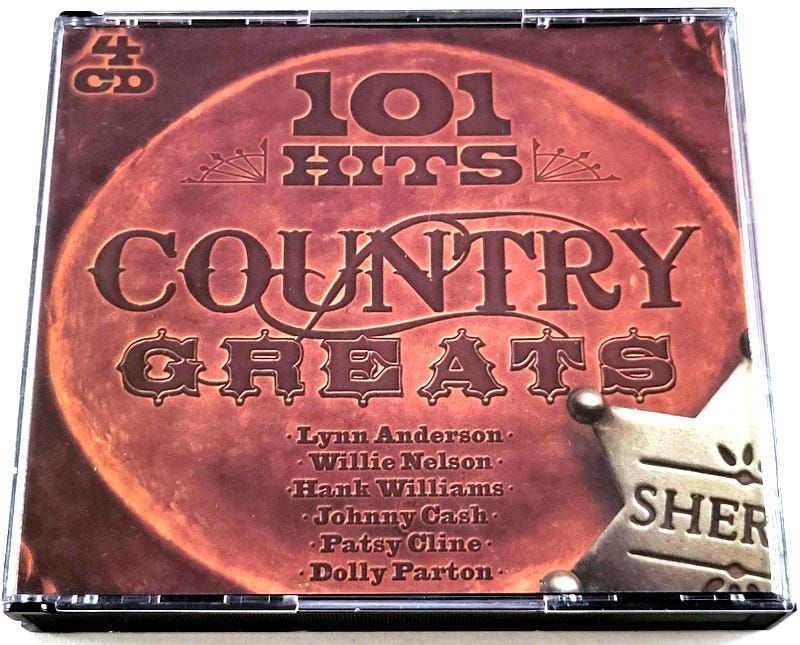 4
CD
101
HITS
COUNTRY
GREATS
·Lynn Anderson·
·Willie Nelson·
·Hank Williams·
·Johnny Cash·
·Patsy Cline·
·Dolly Parton·
SHER